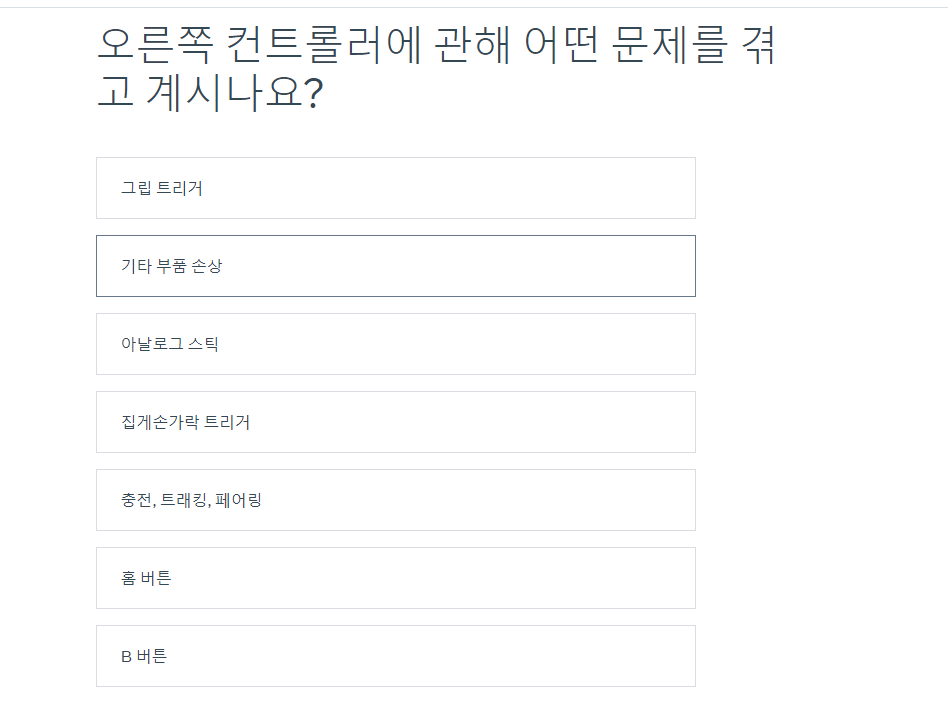 오른쪽 컨트롤러에 관해 어떤 문제를 겪
고 계시나요?
그립 트리거
기타 부품 손상
아날로그 스틱
집게손가락 트리거
충전, 트래킹, 페어링
홈 버튼
B 버튼